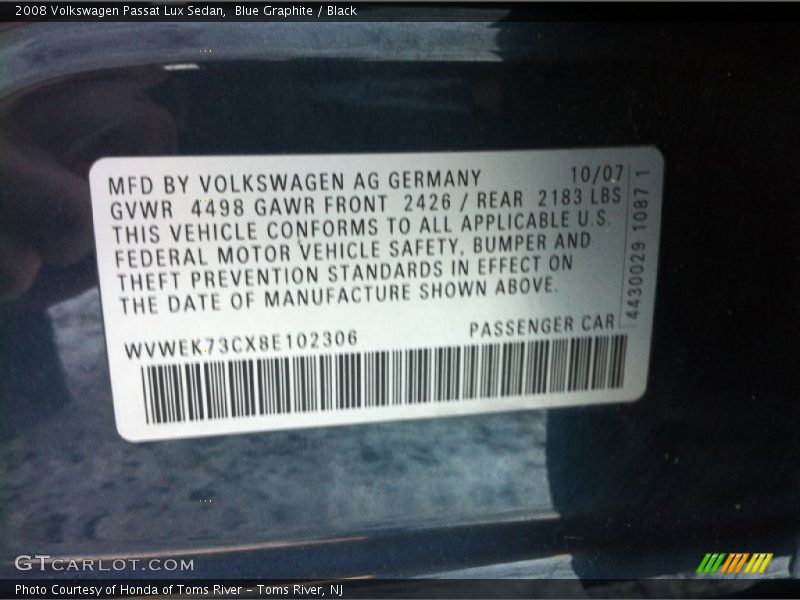 2008 Volkswagen Passat Lux Sedan,  Blue Graphite / Black
MFD BY VOLKSWAGEN AG GERMANY 10/07
GVWR 4498 GAWR FRONT 2426 / REAR 2183 LBS
THIS VEHICLE CONFORMS TO ALL APPLICABLE U.S.
FEDERAL MOTOR VEHICLE SAFETY, BUMPER AND
THEFT PREVENTION STANDARDS IN EFFECT ON
THE DATE OF MANUFACTURE SHOWN ABOVE.
WVWEK73CX8E102306 PASSENGER CAR
4430029 1087 1
GTCARLOT.COM
Photo Courtesy of Honda of Toms River – Toms River, NJ